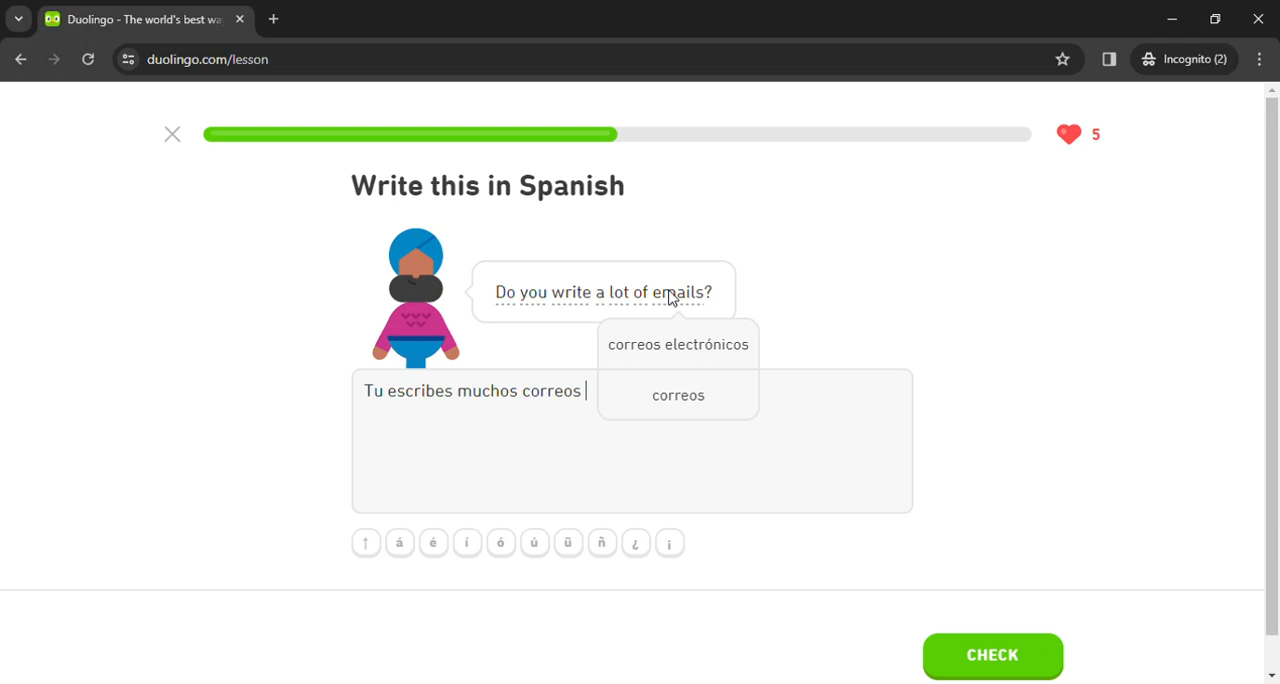 Duolingo - The world's best wa
duolingo.com/lesson
Incognito (2)
5
Write this in Spanish
Do you write a lot of emails?
correos electrónicos
correos
Tu escribes muchos correos
↑ á é í ó ú ü ñ ¿ ¡
CHECK